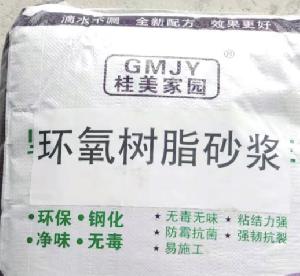 滴水不漏 全新配方 效果更好
GMJY ®
桂美家园
环氧树脂砂浆
·环保·钢化
·净味·无毒
★无毒无味 ★粘结力强
★防霉抗菌 ★强韧抗裂
★易施工